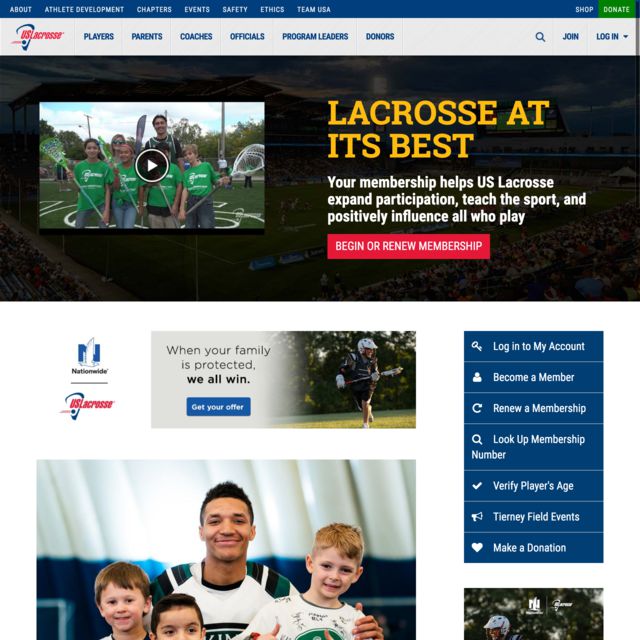 ABOUT ATHLETE DEVELOPMENT CHAPTERS EVENTS SAFETY ETHICS TEAM USA SHOP DONATE
USLacrosse PLAYERS PARENTS COACHES OFFICIALS PROGRAM LEADERS DONORS JOIN LOG IN
LACROSSE AT
ITS BEST
Your membership helps US Lacrosse
expand participation, teach the sport, and
positively influence all who play
BEGIN OR RENEW MEMBERSHIP
Nationwide
USLacrosse
When your family
is protected,
we all win.
Get your offer
Log in to My Account
Become a Member
Renew a Membership
Look Up Membership
Number
Verify Player's Age
Tierney Field Events
Make a Donation